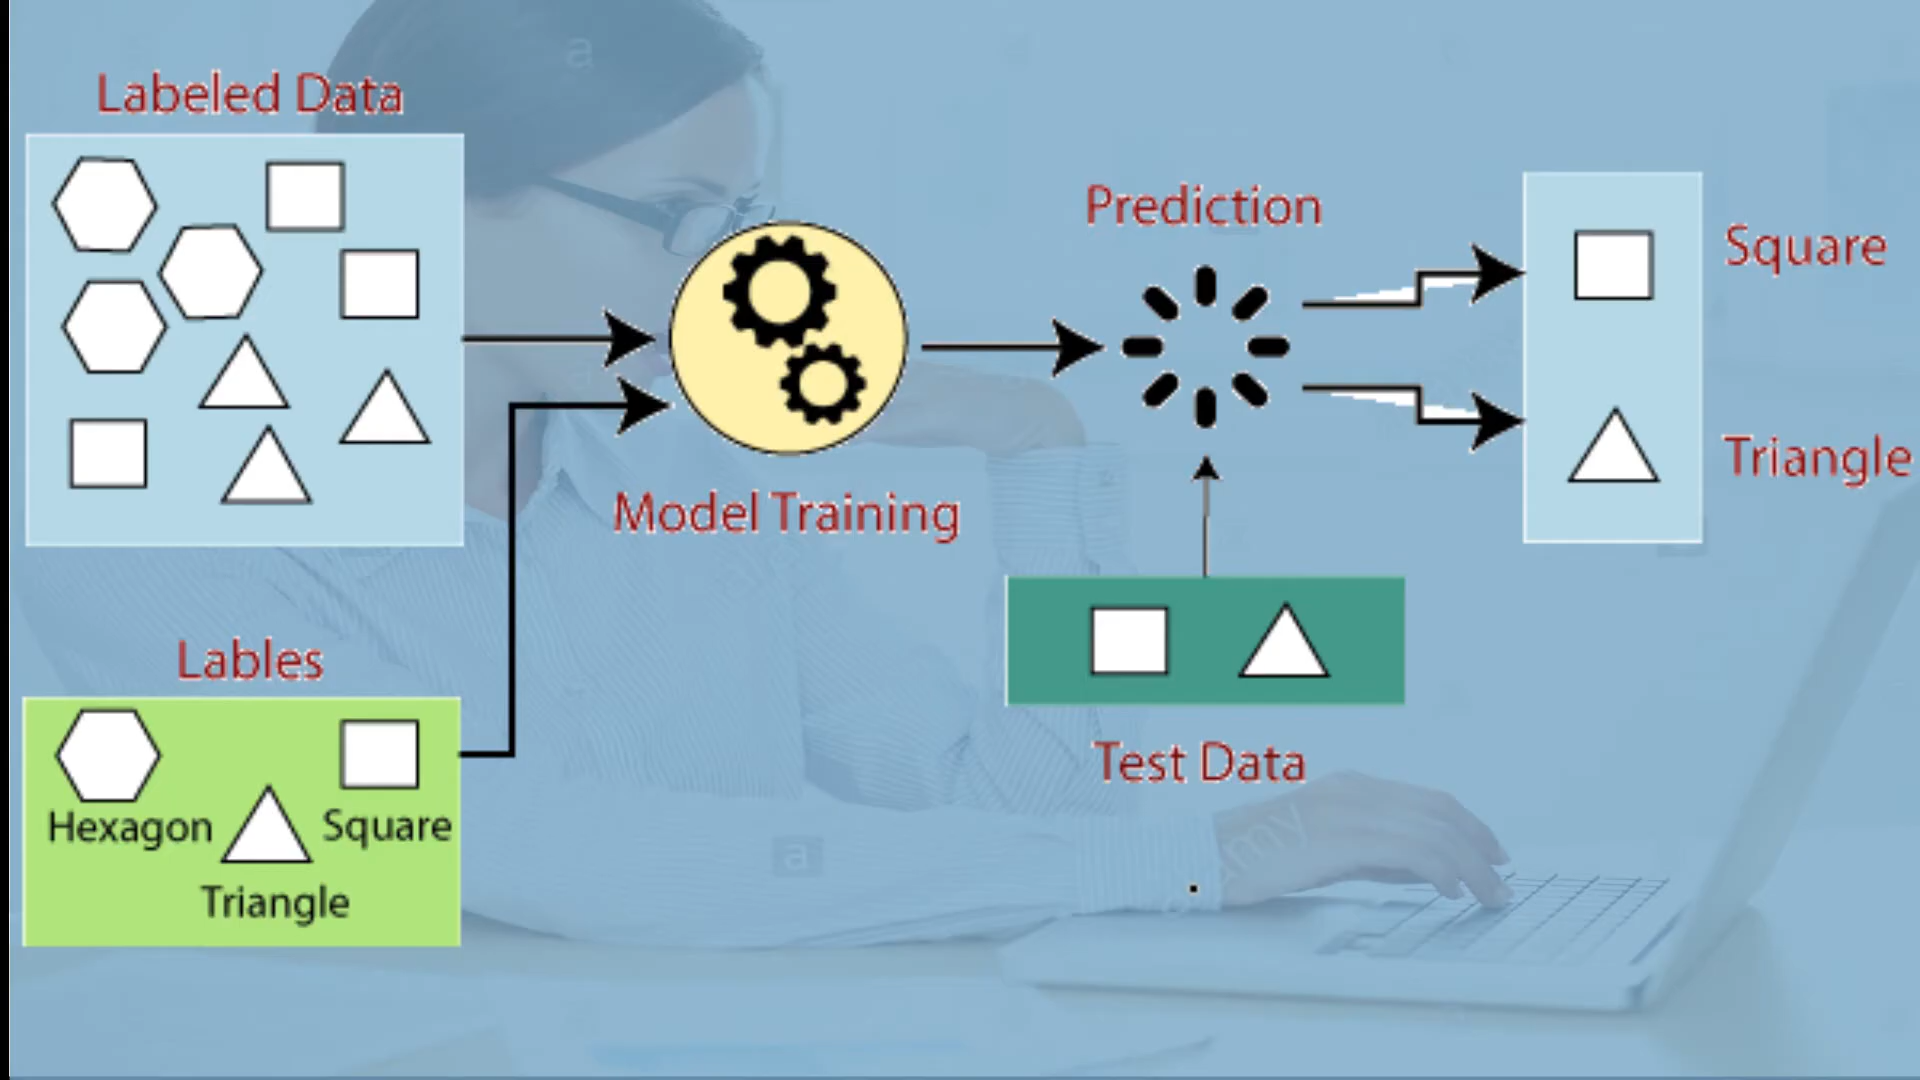 Labeled Data
Prediction
Square
Triangle
Model Training
Lables
Hexagon
Square
Triangle
Test Data
a
a